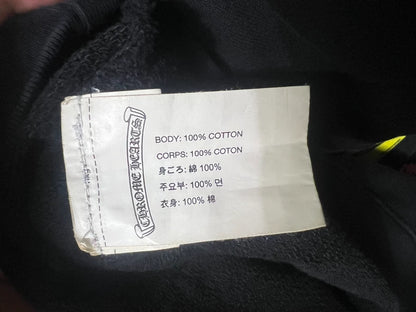 CHROME HEARTS
BODY: 100% COTTON
CORPS: 100% COTON
身ごろ: 綿 100%
주요부: 100% 면
衣身: 100% 棉